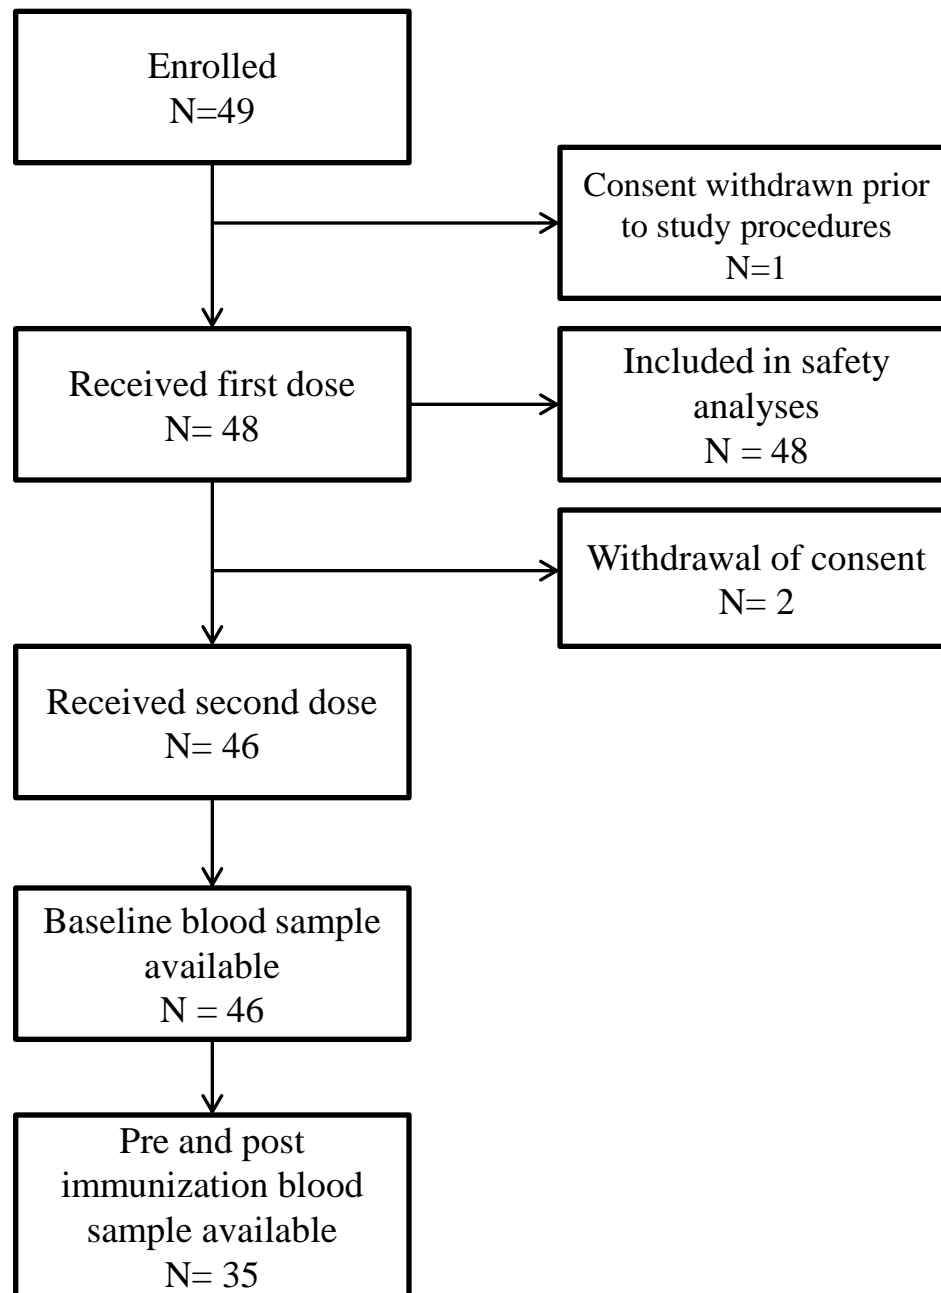 Enrolled
N=49
Consent withdrawn prior
to study procedures
N=1
Received first dose
N= 48
Included in safety
analyses
N = 48
Withdrawal of consent
N= 2
Received second dose
N= 46
Baseline blood sample
available
N = 46
Pre and post
immunization blood
sample available
N= 35